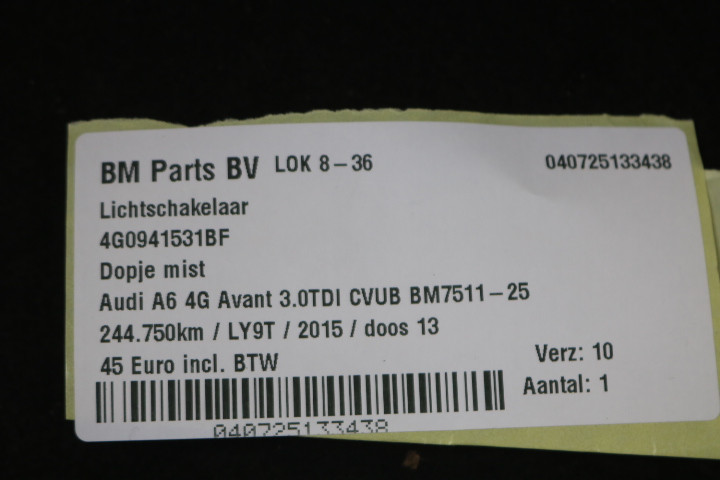 BM Parts BV LOK 8-36 040725133438
Lichtschakelaar
4G0941531BF
Dopje mist
Audi A6 4G Avant 3.0TDI CVUB BM7511-25
244.750km / LY9T / 2015 / doos 13
45 Euro incl. BTW Verz: 10
Aantal: 1
040725133438